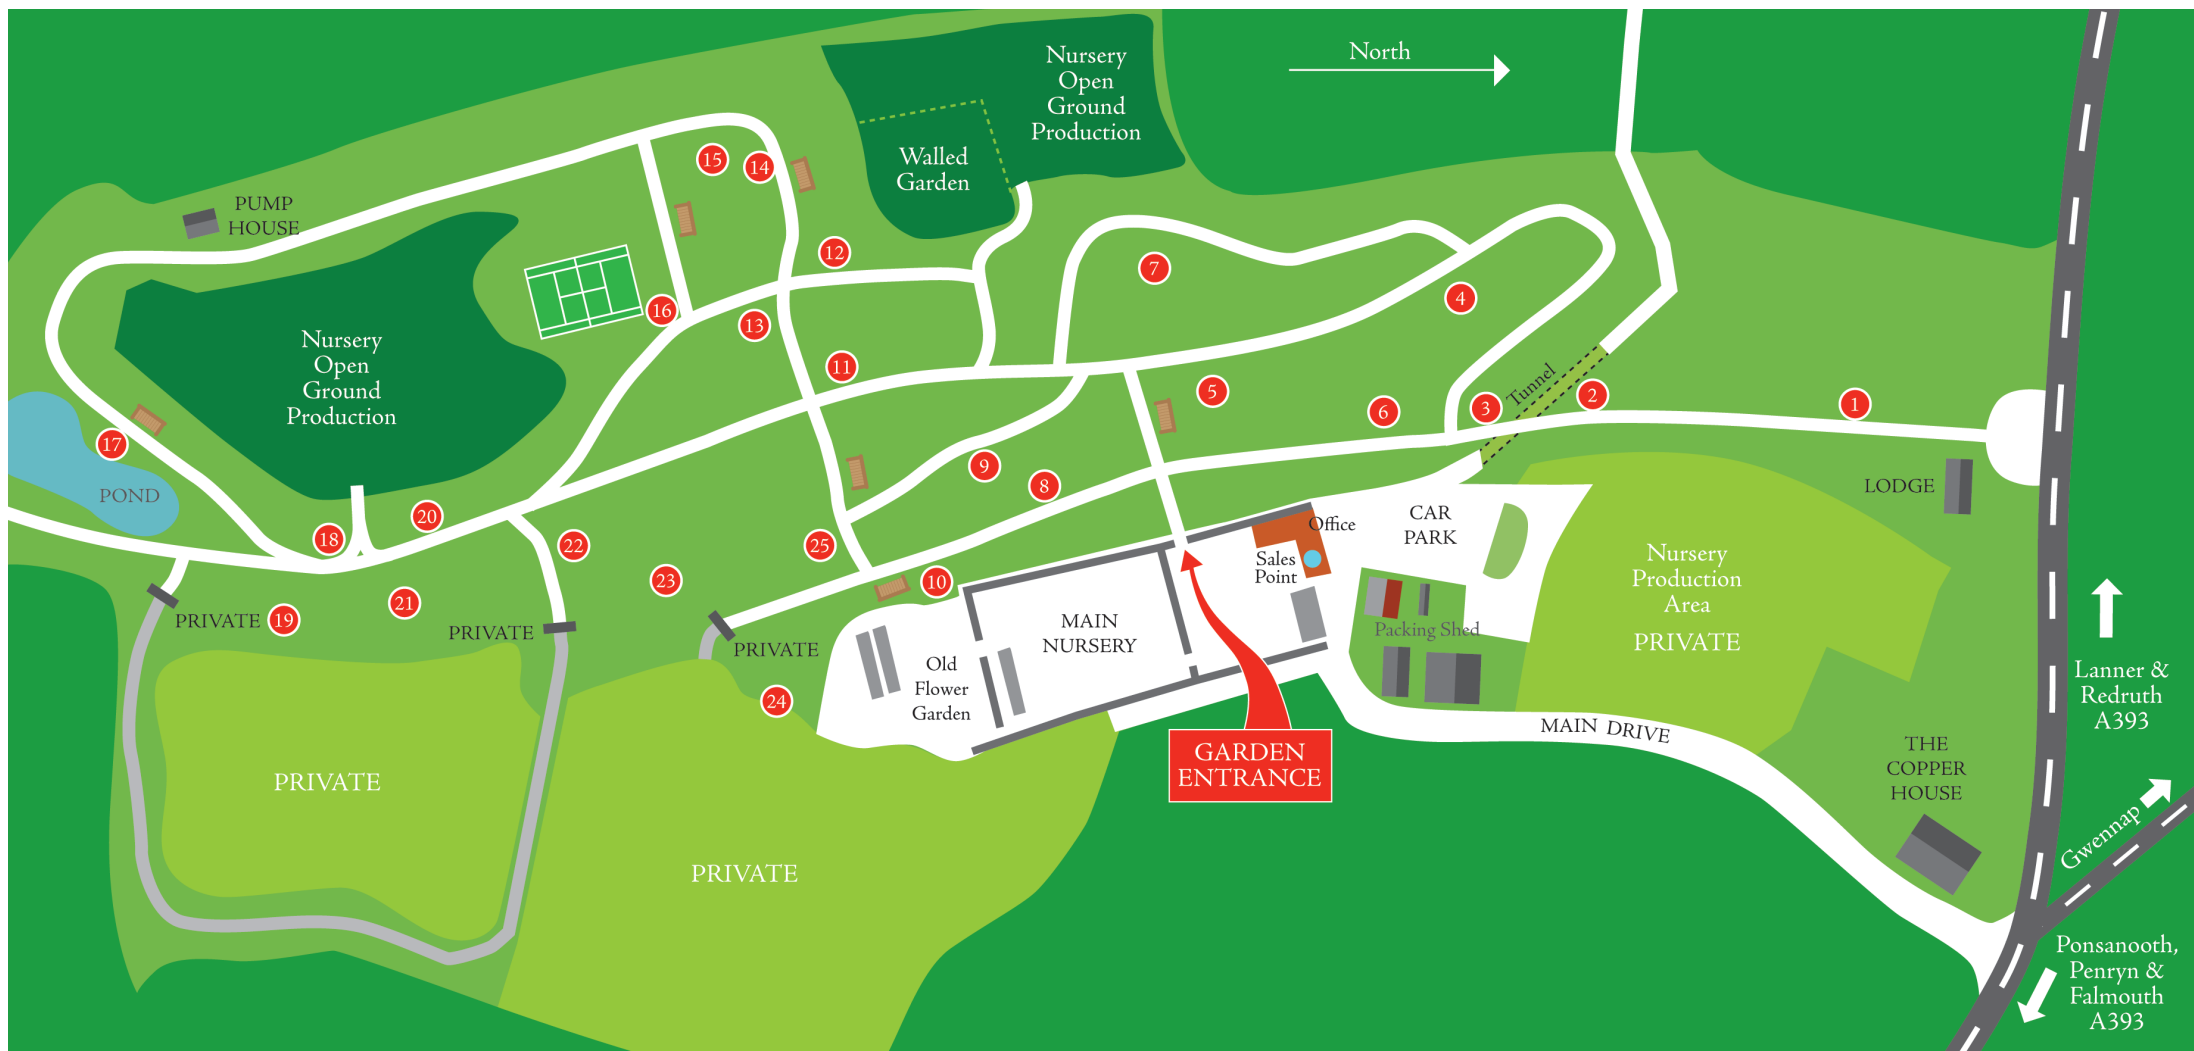 North
Nursery
Open
Ground
Production
Walled
Garden
PUMP
HOUSE
15
14
12
7
16
13
4
11
5
6
3
Tunnel
2
1
Nursery
Open
Ground
Production
17
POND
18
20
22
9
8
25
23
10
19
21
PRIVATE
PRIVATE
PRIVATE
24
LODGE
Office
Sales
Point
CAR
PARK
Nursery
Production
Area
PRIVATE
MAIN
NURSERY
Packing Shed
Old
Flower
Garden
GARDEN
ENTRANCE
MAIN DRIVE
PRIVATE
PRIVATE
THE
COPPER
HOUSE
Lanner &
Redruth
A393
Gwennap
Ponsanooth,
Penryn &
Falmouth
A393